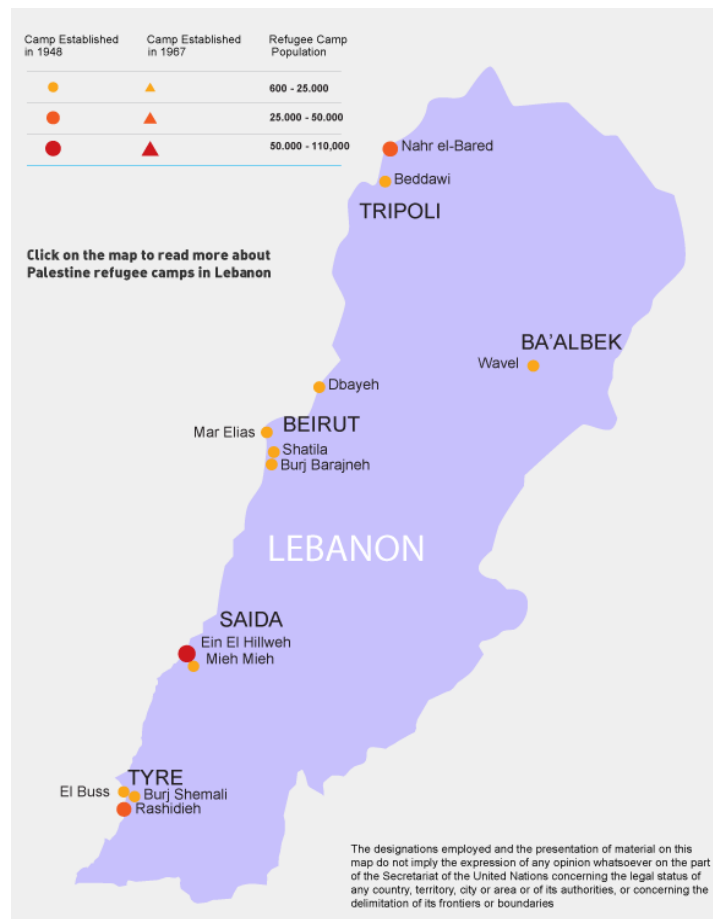 Camp Established
in 1948
Camp Established
in 1967
Refugee Camp
Population
600 - 25.000
25.000 - 50.000
50.000 - 110,000
Nahr el-Bared
Beddawi
TRIPOLI
Click on the map to read more about
Palestine refugee camps in Lebanon
BA'ALBEK
Wavel
Dbayeh
BEIRUT
Mar Elias
Shatila
Burj Barajneh
LEBANON
SAIDA
Ein El Hillweh
Mieh Mieh
TYRE
El Buss
Burj Shemali
Rashidieh
The designations employed and the presentation of material on this
map do not imply the expression of any opinion whatsoever on the part
of the Secretariat of the United Nations concerning the legal status of
any country, territory, city or area or of its authorities, or concerning the
delimitation of its frontiers or boundaries